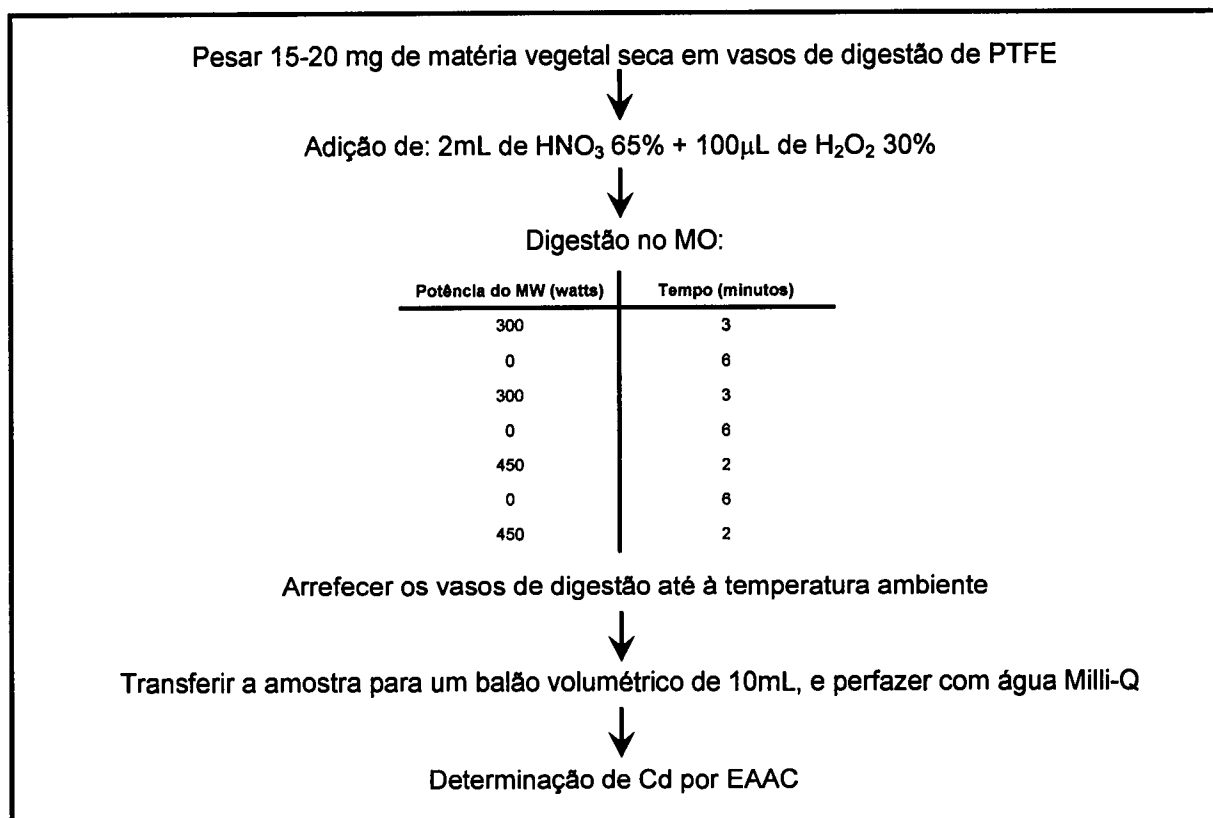 Pesar 15-20 mg de matéria vegetal seca em vasos de digestão de PTFE
Adição de: 2mL de HNO₃ 65% + 100μL de H₂O₂ 30%
Digestão no MO:
Potência do MW (watts) Tempo (minutos)
300 3
0 6
300 3
0 6
450 2
0 6
450 2
Arrefecer os vasos de digestão até à temperatura ambiente
Transferir a amostra para um balão volumétrico de 10mL, e perfazer com água Milli-Q
Determinação de Cd por EAAC